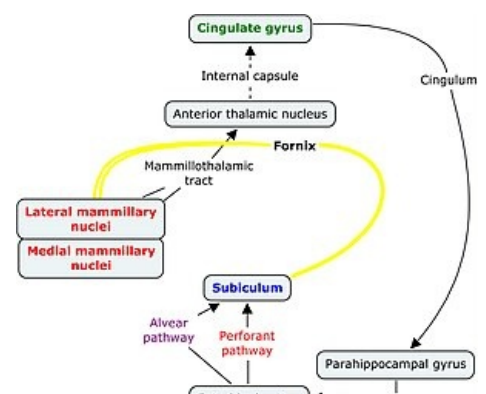 Cingulate gyrus
Internal capsule
Cingulum
Anterior thalamic nucleus
Fornix
Mammillothalamic
tract
Lateral mammillary
nuclei
Medial mammillary
nuclei
Subiculum
Alvear
pathway
Perforant
pathway
Parahippocampal gyrus